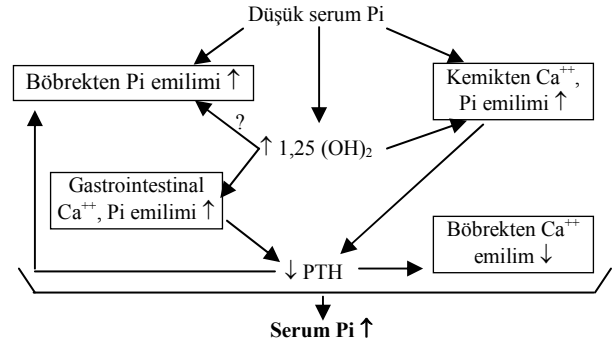 Düşük serum Pi
Böbrekten Pi emilimi ↑
Kemikten Ca⁺⁺,
Pi emilimi ↑
?
↑ 1,25 (OH)₂
Gastrointestinal
Ca⁺⁺, Pi emilimi ↑
Böbrekten Ca⁺⁺
emilim ↓
↓ PTH
Serum Pi ↑